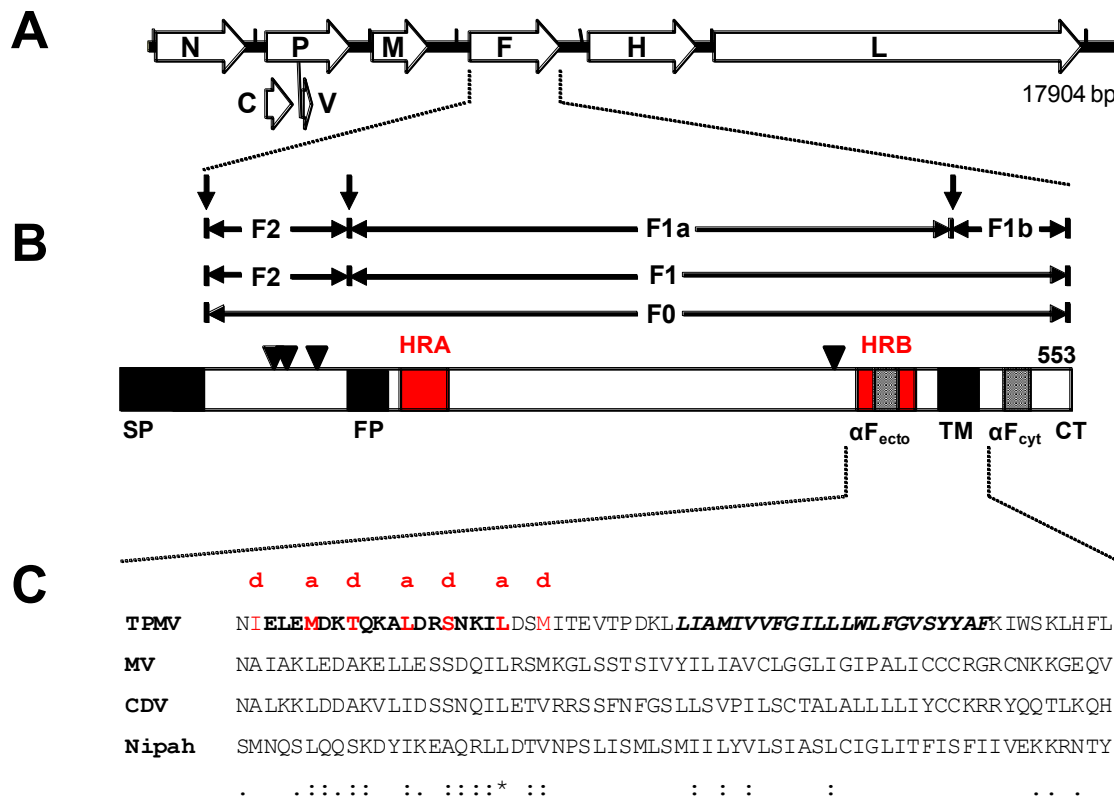 A
N P M F H L
C V
17904 bp
B
F2 F1a F1b
F2 F1
F0
HRA HRB 553
SP FP αFecto TM αFcyt CT
C
d a d a d a d
TPMV NIELEMDKTQKALDRSNKILDSMITEVTPDKLLIAMIVVFGILLLWLFGVSYYAFKIWSKLHFL
MV NAIAKLEDAKELLESSDQILRSMKGLSSTSIVYILIAVCLGGLIGIPALICCCRGRCNKKGEQV
CDV NALKKLDDAKVLIDSSNQILETVRRSSFNFGSLLSVPILSCTALALLLLIYCCKRRYQQTLKQH
Nipah SMNQSLQQSKDYIKEAQRLLDTVNPSLISMLSMIILYVLSIASLCIGLITFISFIIVEKKRNTY
. .::.:: :. ::::* :: : : : : . . .